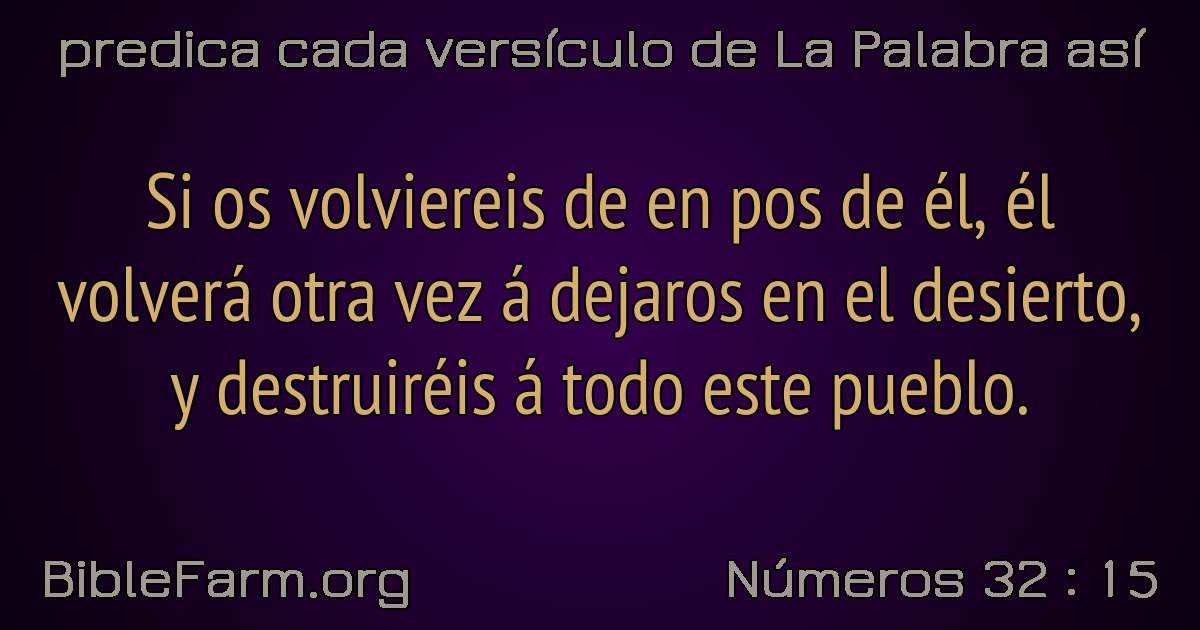 predica cada versículo de La Palabra así
Si os volviereis de en pos de él, él
volverá otra vez á dejaros en el desierto,
y destruiréis á todo este pueblo.
BibleFarm.org
Números 32 : 15